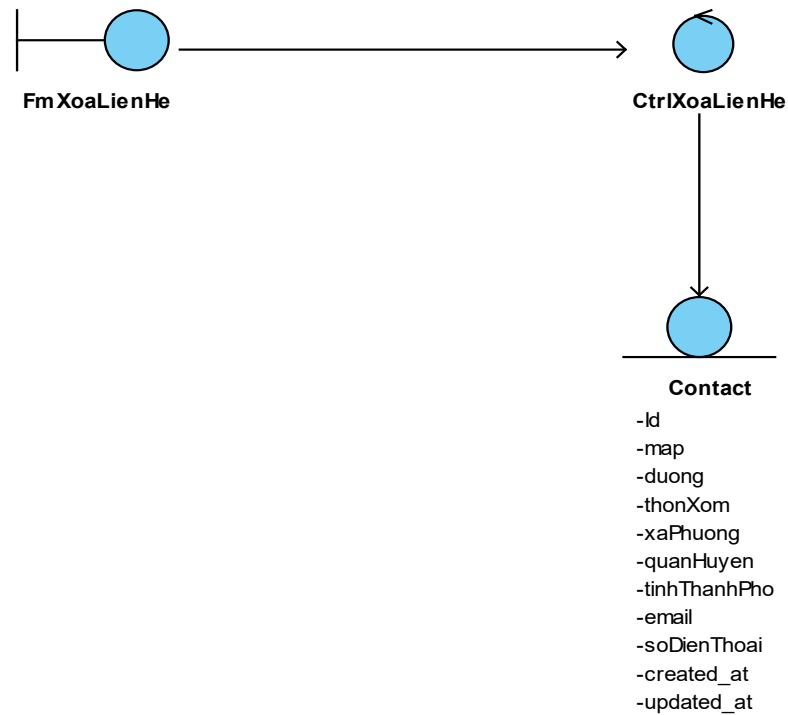 FmXoaLienHe
CtrlXoaLienHe
Contact
-Id
-map
-duong
-thonXom
-xaPhuong
-quanHuyen
-tinhThanhPho
-email
-soDienThoai
-created_at
-updated_at